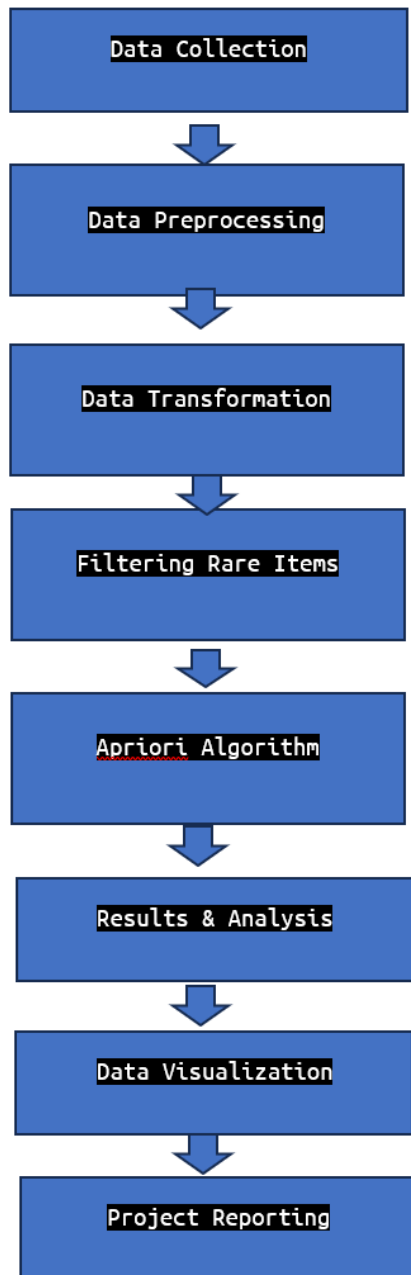 Data Collection
Data Preprocessing
Data Transformation
Filtering Rare Items
Apriori Algorithm
Results & Analysis
Data Visualization
Project Reporting